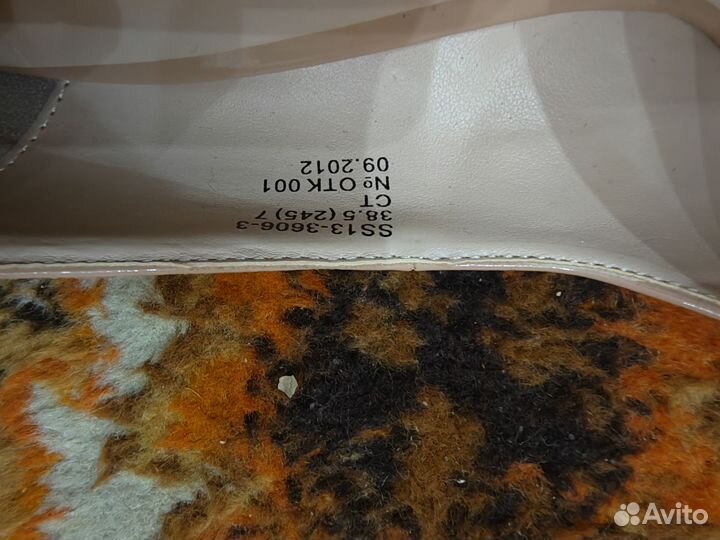 SS13-3606-3
38.5 (245) 7
СТ
№ ОТК 001
09.2012
Avito